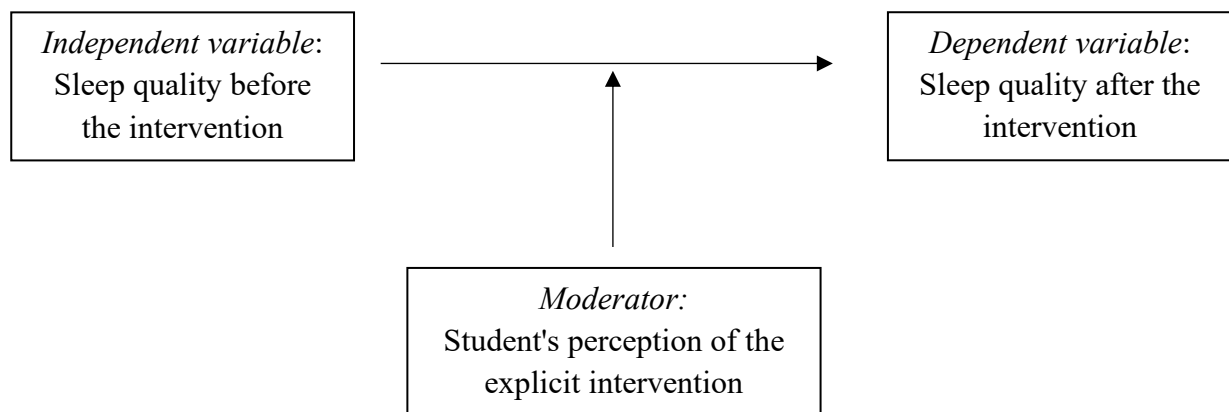 Independent variable:
Sleep quality before
the intervention
Dependent variable:
Sleep quality after the
intervention
Moderator:
Student's perception of the
explicit intervention